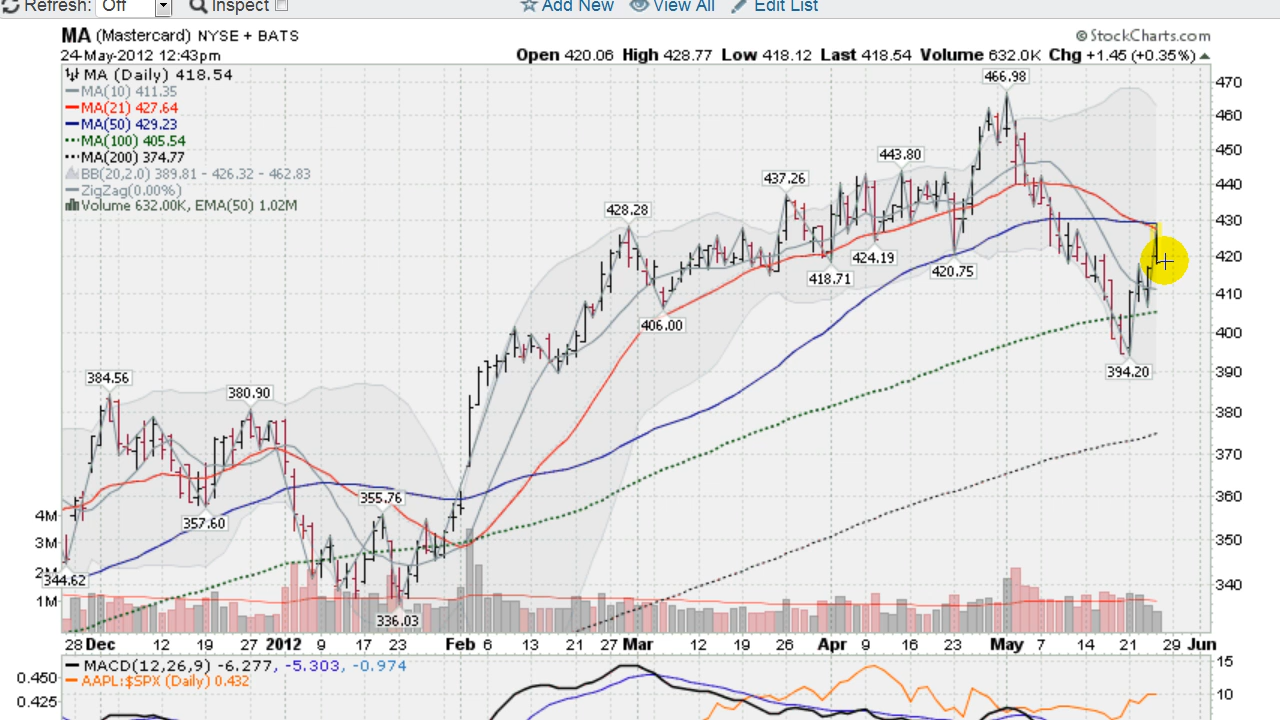 Refresh: Off Inspect Add New View All Edit List
MA (Mastercard) NYSE + BATS © StockCharts.com
24-May-2012 12:43pm Open 420.06 High 428.77 Low 418.12 Last 418.54 Volume 632.0K Chg +1.45 (+0.35%)
MA (Daily) 418.54
MA(10) 411.35
MA(21) 427.64
MA(50) 429.23
MA(100) 405.54
MA(200) 374.77
BB(20,2.0) 389.81 - 426.32 - 462.83
ZigZag(0.00%)
Volume 632.00K, EMA(50) 1.02M
466.98
443.80
437.26
428.28
424.19
420.75
418.71
406.00
394.20
384.56
380.90
357.60
355.76
344.62
336.03
470
460
450
440
430
420
410
400
390
380
370
360
350
340
4M
3M
2M
1M
28 Dec 12 19 27 2012 9 17 23 Feb 6 13 21 27 Mar 12 19 26 Apr 9 16 23 May 7 14 21 29 Jun
MACD(12,26,9) -6.277, -5.303, -0.974
AAPL:$SPX (Daily) 0.432
0.450
0.425
15
10